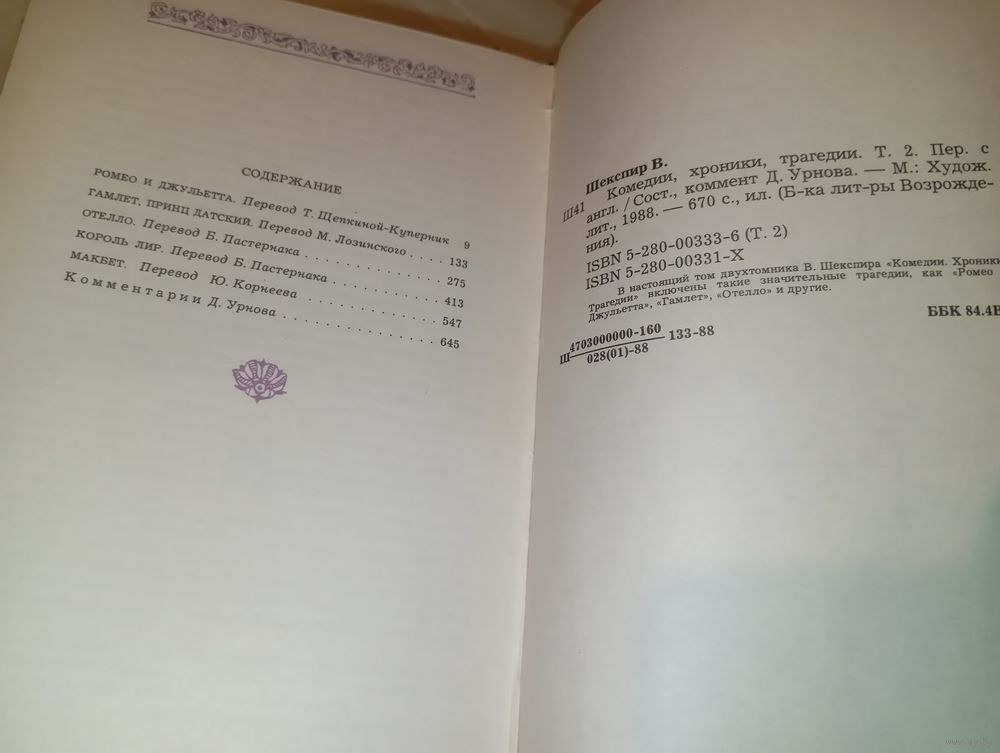 СОДЕРЖАНИЕ
РОМЕО И ДЖУЛЬЕТТА. Перевод Т. Щепкиной-Куперник 9
ГАМЛЕТ, ПРИНЦ ДАТСКИЙ. Перевод М. Лозинского . . . . 133
ОТЕЛЛО. Перевод Б. Пастернака . . . . . . . . . . . . . . 275
КОРОЛЬ ЛИР. Перевод Б. Пастернака . . . . . . . . . . . 413
МАКБЕТ. Перевод Ю. Корнеева . . . . . . . . . . . . . 547
Комментарии Д. Урнова . . . . . . . . . . . . . . . 645
Шекспир В.
Ш41 Комедии, хроники, трагедии. Т. 2. Пер. с
англ. / Сост., коммент Д. Урнова. — М.: Худож.
лит., 1988. — 670 с., ил. (Б-ка лит-ры Возрожде-
ния).
ISBN 5-280-00333-6 (Т. 2)
ISBN 5-280-00331-X
В настоящий том двухтомника В. Шекспира «Комедии. Хроники
Трагедии» включены такие значительные трагедии, как «Ромео
Джульетта», «Гамлет», «Отелло» и другие.
Ш 4703000000-160 133-88
028(01)-88
ББК 84.4В